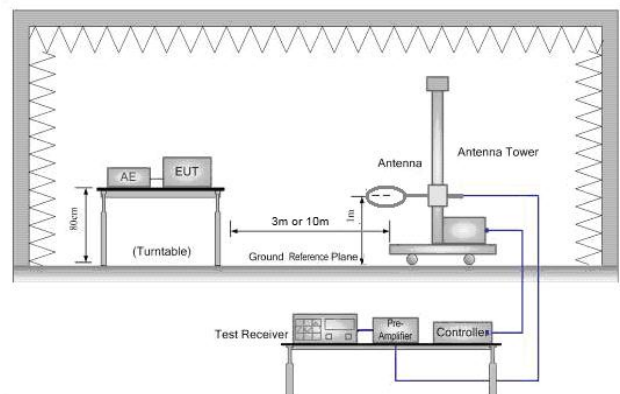 AE
EUT
Antenna
Antenna Tower
80cm
(Turntable)
3m or 10m
1m
Ground Reference Plane
Test Receiver
Pre-
Amplifier
Controller